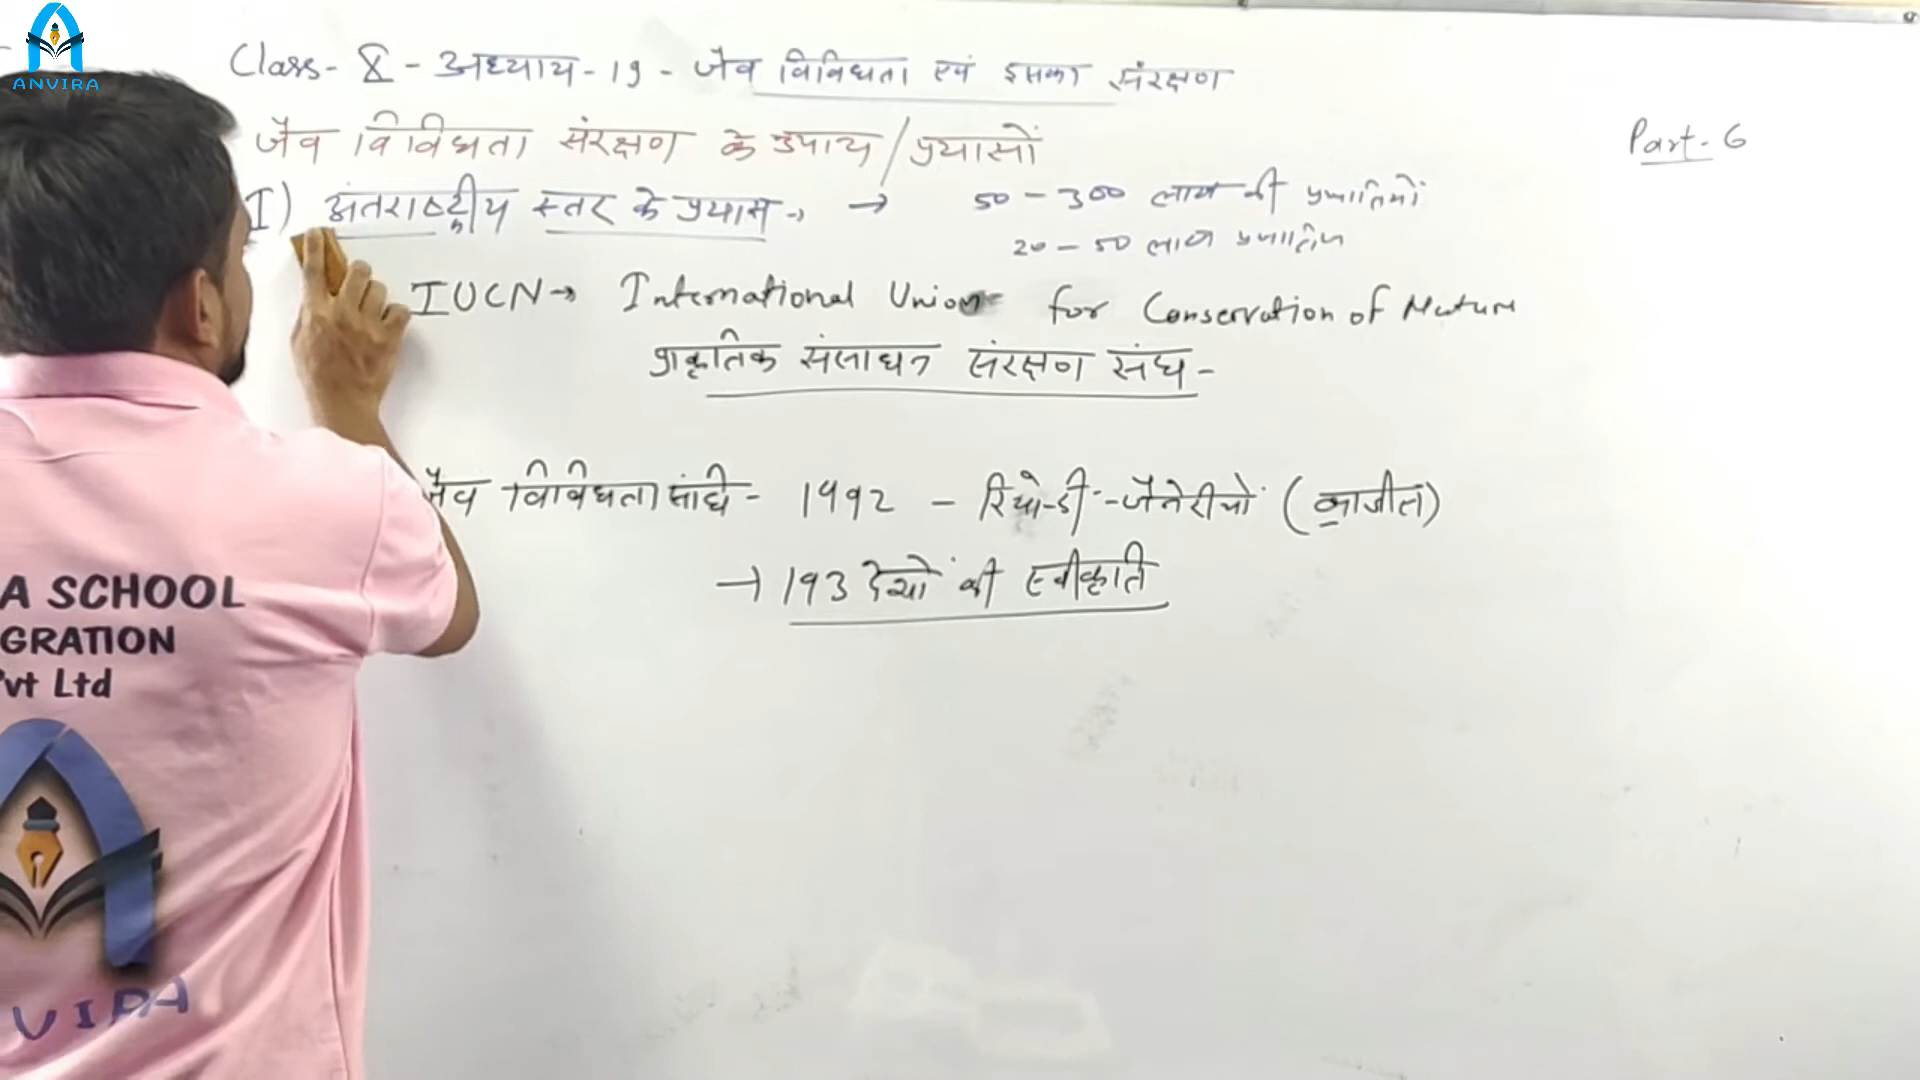 ANVIRA
Class- X - अध्याय-19 - जैव विविधता एवं इसका संरक्षण
Part-6
जैव विविधता संरक्षण के उपाय/प्रयासों
I) अंतराष्ट्रीय स्तर के प्रयास → → 50-300 लाख की प्रजातियों
20-50 लाख प्रजाति
IUCN→ International Union for Conservation of Nature
प्राकृतिक संसाधन संरक्षण संघ-
जैव विविधता संधि- 1992 - रियो-डी-जेनेरीयों (ब्राजील)
→ 193 देशो की स्वीकृति
A SCHOOL
GRATION
Pvt Ltd
VIRA